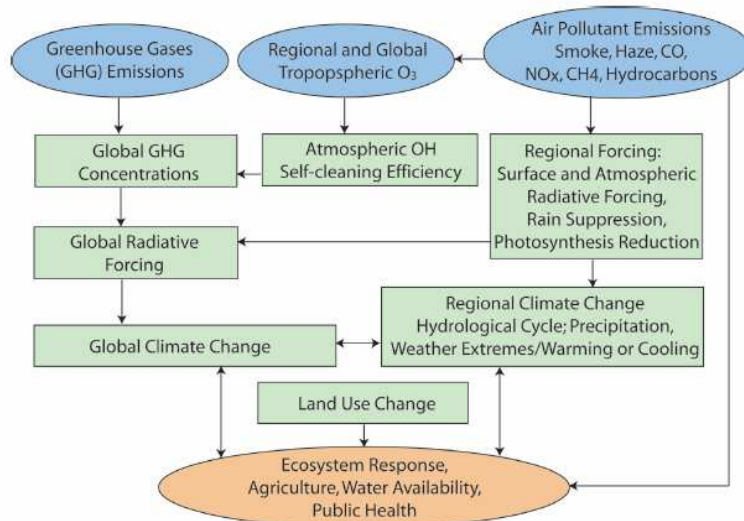 Greenhouse Gases
(GHG) Emissions
Regional and Global
Tropopspheric O₃
Air Pollutant Emissions
Smoke, Haze, CO,
NOx, CH4, Hydrocarbons
Global GHG
Concentrations
Atmospheric OH
Self-cleaning Efficiency
Regional Forcing:
Surface and Atmospheric
Radiative Forcing,
Rain Suppression,
Photosynthesis Reduction
Global Radiative
Forcing
Global Climate Change
Regional Climate Change
Hydrological Cycle; Precipitation,
Weather Extremes/Warming or Cooling
Land Use Change
Ecosystem Response,
Agriculture, Water Availability,
Public Health